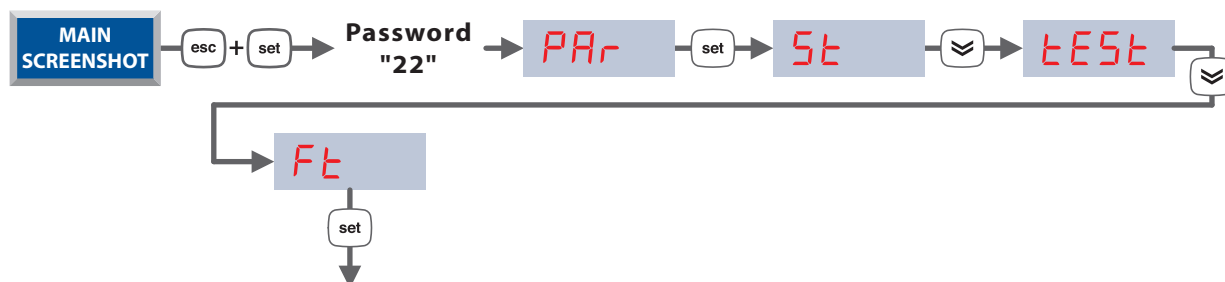 MAIN
SCREENSHOT
esc + set
Password
"22"
PAr
set
St
tESt
Ft
set